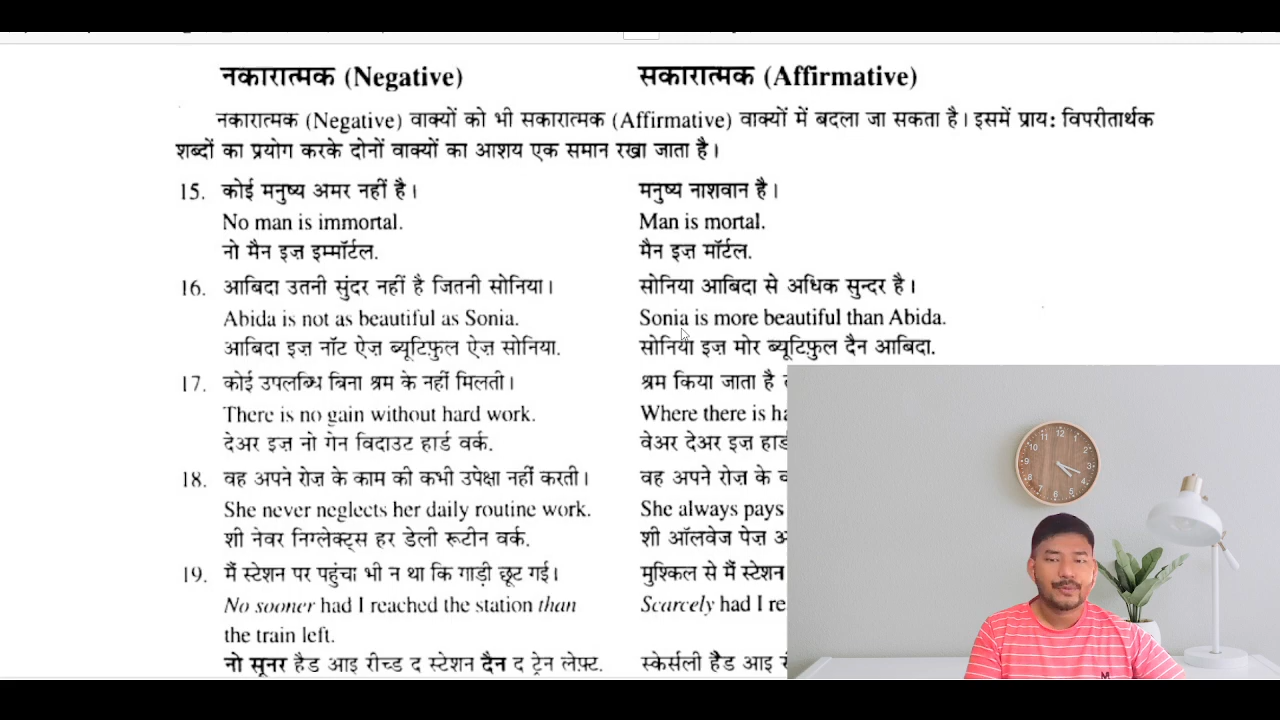 नकारात्मक (Negative) सकारात्मक (Affirmative)
नकारात्मक (Negative) वाक्यों को भी सकारात्मक (Affirmative) वाक्यों में बदला जा सकता है। इसमें प्राय: विपरीतार्थक
शब्दों का प्रयोग करके दोनों वाक्यों का आशय एक समान रखा जाता है।
15. कोई मनुष्य अमर नहीं है। मनुष्य नाशवान है।
No man is immortal. Man is mortal.
नो मैन इज़ इम्मॉर्टल. मैन इज़ मॉर्टल.
16. आबिदा उतनी सुंदर नहीं है जितनी सोनिया। सोनिया आबिदा से अधिक सुन्दर है।
Abida is not as beautiful as Sonia. Sonia is more beautiful than Abida.
आबिदा इज़ नॉट ऐज़ ब्यूटिफ़ुल ऐज़ सोनिया. सोनिया इज़ मोर ब्यूटिफ़ुल दैन आबिदा.
17. कोई उपलब्धि बिना श्रम के नहीं मिलती। श्रम किया जाता है
There is no gain without hard work. Where there is
देअर इज़ नो गेन विदाउट हार्ड वर्क. वेअर देअर इज़ हार्ड
18. वह अपने रोज़ के काम की कभी उपेक्षा नहीं करती। वह अपने रोज के
She never neglects her daily routine work. She always pays
शी नेवर निग्लेक्ट्स हर डेली रूटीन वर्क. शी ऑलवेज पेज़
19. मैं स्टेशन पर पहुंचा भी न था कि गाड़ी छूट गई। मुश्किल से मैं स्टेशन
No sooner had I reached the station than Scarcely had I
the train left.
नो सूनर हैड आइ रीच्ड द स्टेशन दैन द ट्रेन लेफ़्ट. स्केर्सली हैड आइ